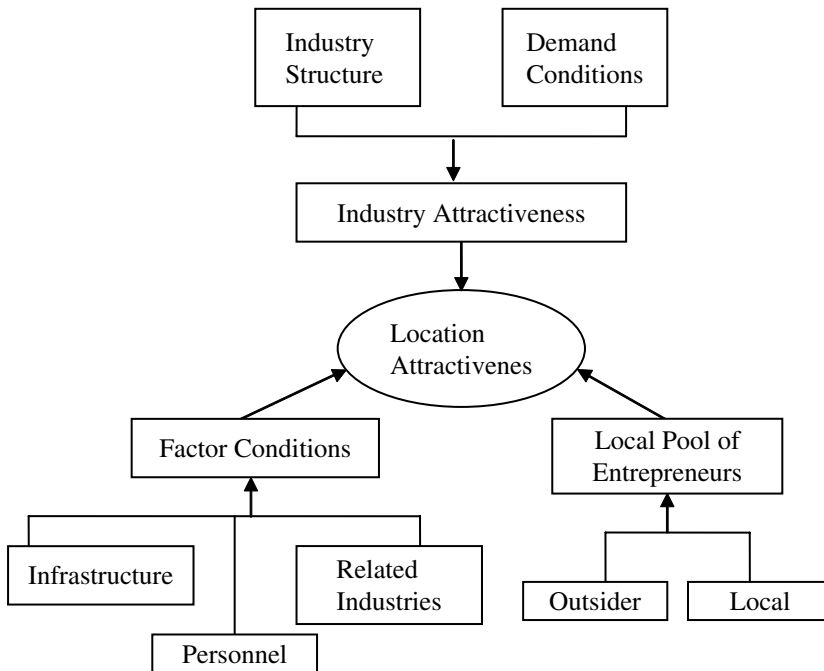 Industry
Structure
Demand
Conditions
Industry Attractiveness
Location
Attractivenes
Factor Conditions
Local Pool of
Entrepreneurs
Infrastructure
Related
Industries
Outsider
Local
Personnel